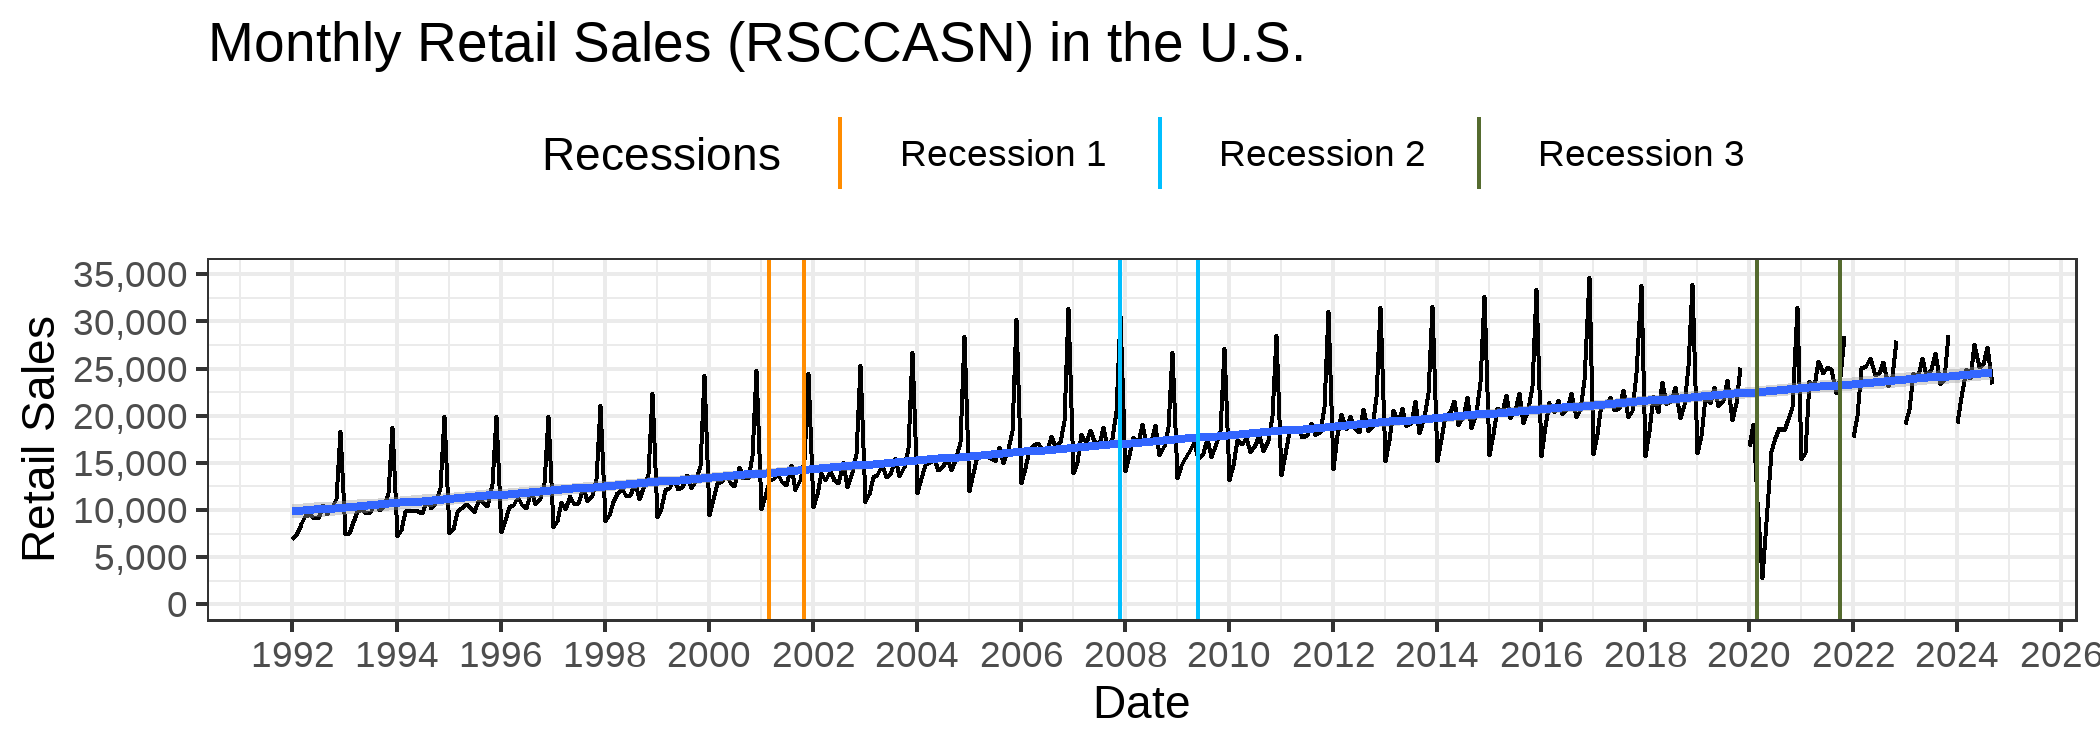 Monthly Retail Sales (RSCCASN) in the U.S.
Recessions Recession 1 Recession 2 Recession 3
Retail Sales
35,000
30,000
25,000
20,000
15,000
10,000
5,000
0
1992 1994 1996 1998 2000 2002 2004 2006 2008 2010 2012 2014 2016 2018 2020 2022 2024 2026
Date